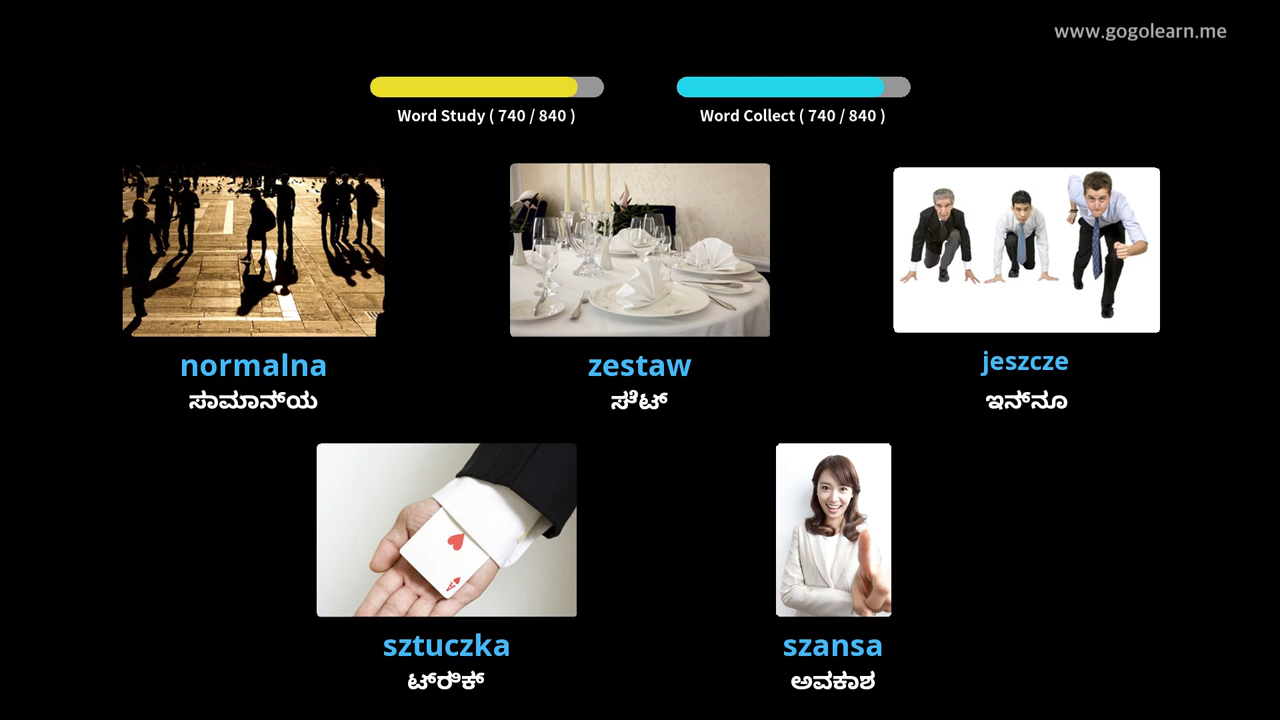 www.gogolearn.me
Word Study ( 740 / 840 )
Word Collect ( 740 / 840 )
normalna
ಸಾಮಾನ್ಯ
zestaw
ಸೆಟ್
jeszcze
ಇನ್ನೂ
sztuczka
ಟ್ರಿಕ್
szansa
ಅವಕಾಶ